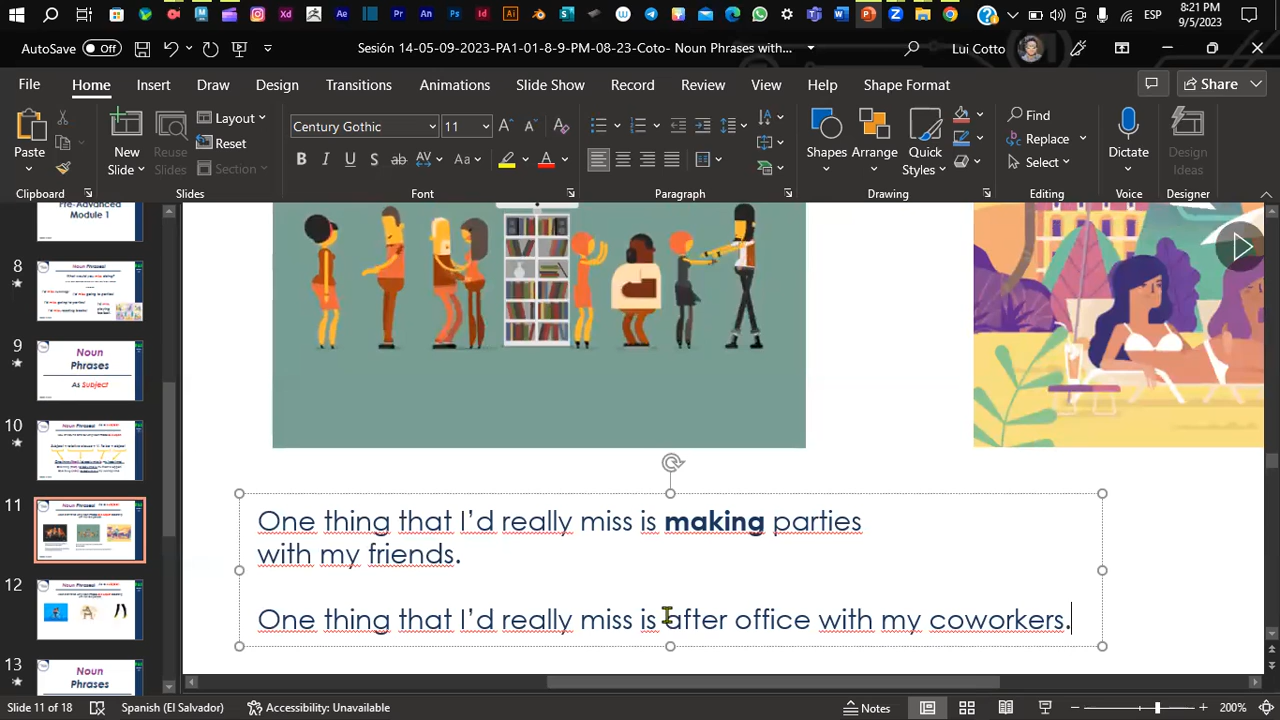 ESP
8:21 PM
9/5/2023
AutoSave
Off
Sesión 14-05-09-2023-PA1-01-8-9-PM-08-23-Coto- Noun Phrases with...
Lui Cotto
File
Home
Insert
Draw
Design
Transitions
Animations
Slide Show
Record
Review
View
Help
Shape Format
Share
Paste
New
Slide
Reuse
Slides
Layout
Reset
Section
Century Gothic
11
Shapes
Arrange
Quick
Styles
Find
Replace
Select
Dictate
Design
Ideas
Clipboard
Slides
Font
Paragraph
Drawing
Editing
Voice
Designer
Pre-Advanced
Module 1
8
Noun Phrases!
9
Noun
Phrases
As Subject
10
11
12
13
Noun
Phrases
One thing that I'd really miss is making parties
with my friends.
One thing that I'd really miss is after office with my coworkers.
Slide 11 of 18
Spanish (El Salvador)
Accessibility: Unavailable
Notes
200%